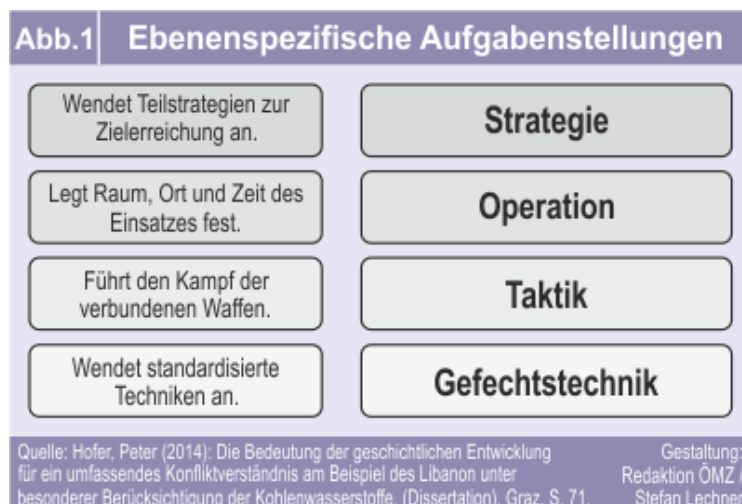 Abb.1 Ebenenspezifische Aufgabenstellungen
Wendet Teilstrategien zur
Zielerreichung an.
Strategie
Legt Raum, Ort und Zeit des
Einsatzes fest.
Operation
Führt den Kampf der
verbundenen Waffen.
Taktik
Wendet standardisierte
Techniken an.
Gefechtstechnik
Quelle: Hofer, Peter (2014): Die Bedeutung der geschichtlichen Entwicklung
für ein umfassendes Konfliktverständnis am Beispiel des Libanon unter
besonderer Berücksichtigung der Kohlenwasserstoffe, (Dissertation), Graz, S. 71.
Gestaltung:
Redaktion ÖMZ /
Stefan Lechner